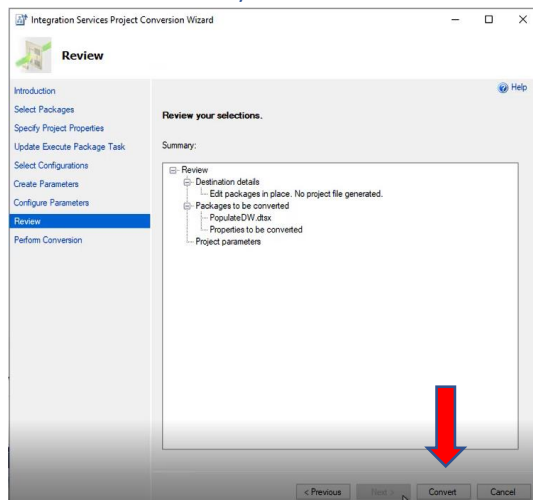 Integration Services Project Conversion Wizard
Review
Help
Introduction
Select Packages
Specify Project Properties
Update Execute Package Task
Select Configurations
Create Parameters
Configure Parameters
Review
Perform Conversion
Review your selections.
Summary:
Review
Destination details
Edit packages in place. No project file generated.
Packages to be converted
PopulateDW.dtsx
Properties to be converted
Project parameters
< Previous Next > Convert Cancel